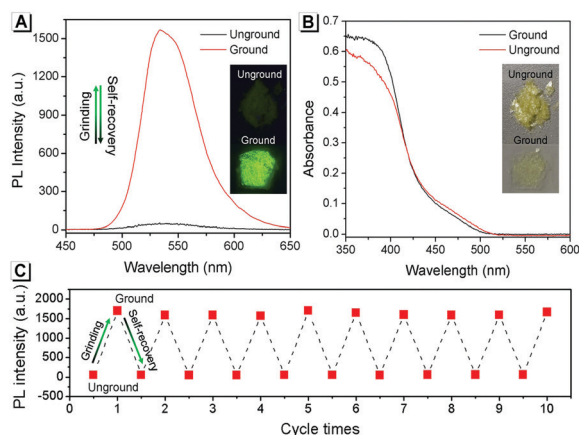 A
Unground
Ground
PL Intensity (a.u.)
1500
1200
900
600
300
0
Grinding
Self-recovery
Unground
Ground
450
500
550
600
650
Wavelength (nm)
B
Ground
Unground
Absorbance
0.7
0.6
0.5
0.4
0.3
0.2
0.1
0.0
Unground
Ground
350
400
450
500
550
600
Wavelength (nm)
C
PL intensity (a.u.)
2000
1500
1000
500
0
-500
Grinding
Ground
Self-recovery
Unground
0
1
2
3
4
5
6
7
8
9
10
Cycle times